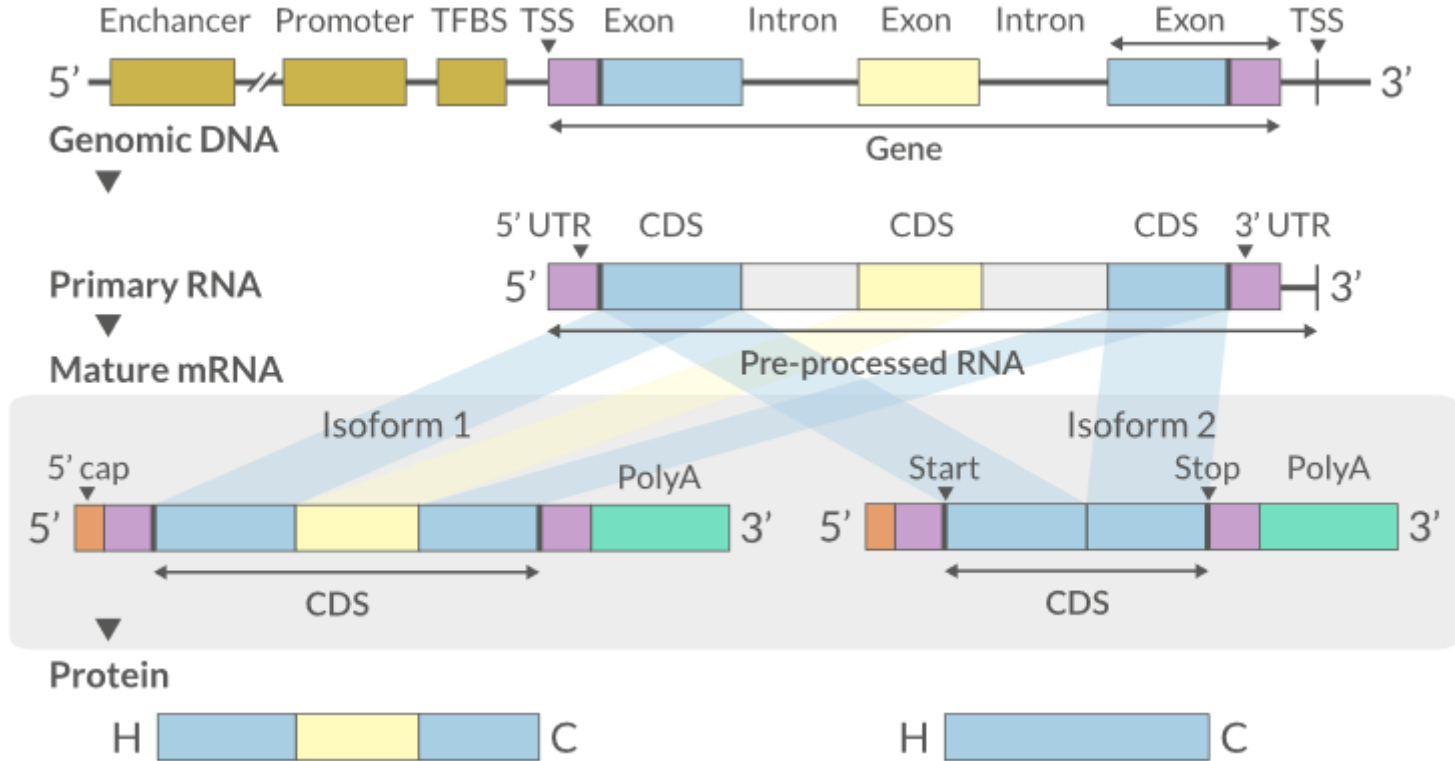 Enchancer Promoter TFBS TSS Exon Intron Exon Intron Exon TSS
5’ 3’
Genomic DNA
Gene
5’ UTR CDS CDS CDS 3’ UTR
Primary RNA 5’ 3’
Mature mRNA
Pre-processed RNA
Isoform 1 Isoform 2
5’ cap PolyA Start Stop PolyA
5’ 3’ 5’ 3’
CDS CDS
Protein
H C H C